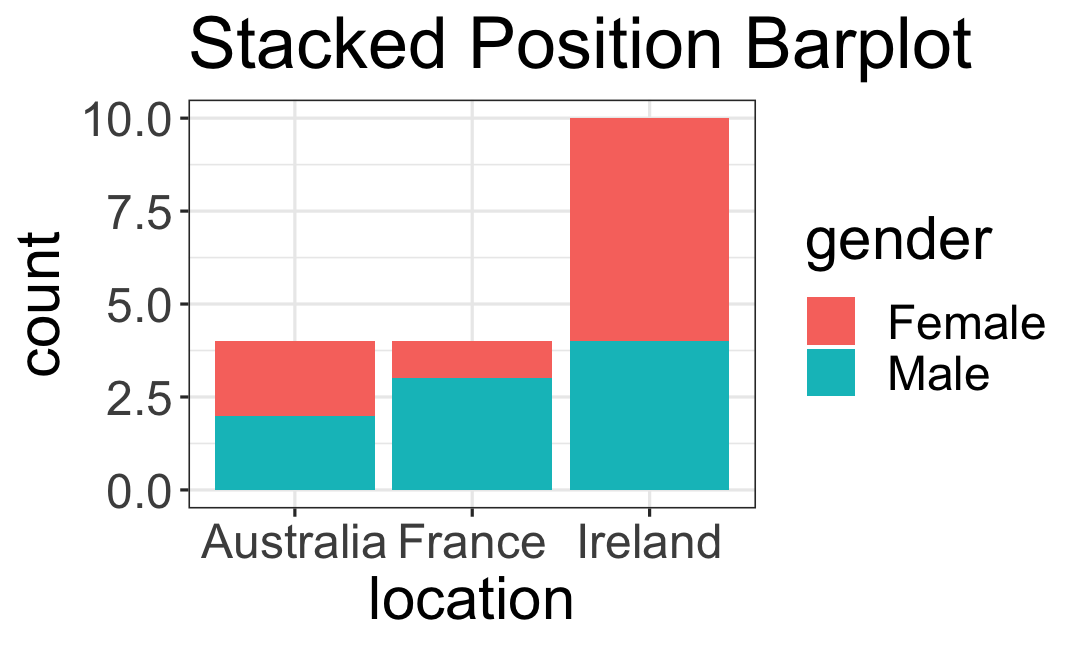 Stacked Position Barplot
count
10.0
7.5
5.0
2.5
0.0
Australia France Ireland
location
gender
Female
Male